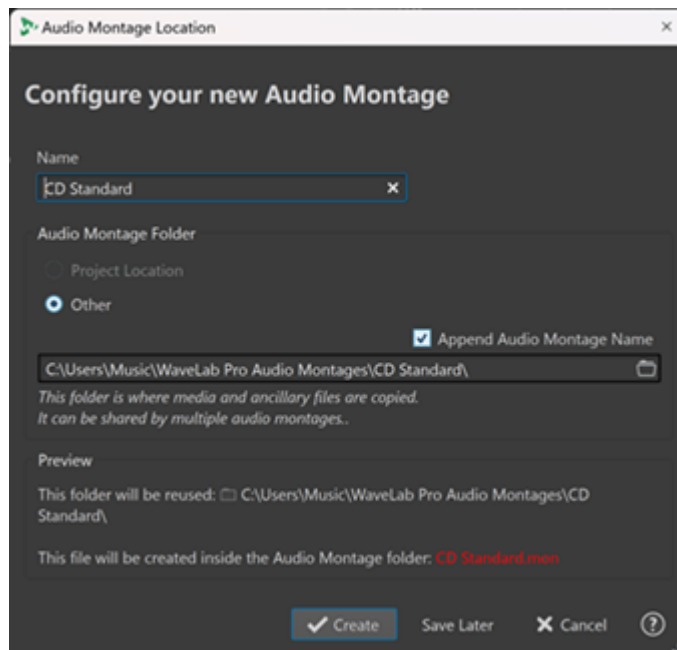 Audio Montage Location
Configure your new Audio Montage
Name
CD Standard
Audio Montage Folder
Project Location
Other
Append Audio Montage Name
C:\Users\Music\WaveLab Pro Audio Montages\CD Standard\
This folder is where media and ancillary files are copied.
It can be shared by multiple audio montages..
Preview
This folder will be reused: C:\Users\Music\WaveLab Pro Audio Montages\CD
Standard\
This file will be created inside the Audio Montage folder: CD Standard.mon
Create Save Later Cancel ?